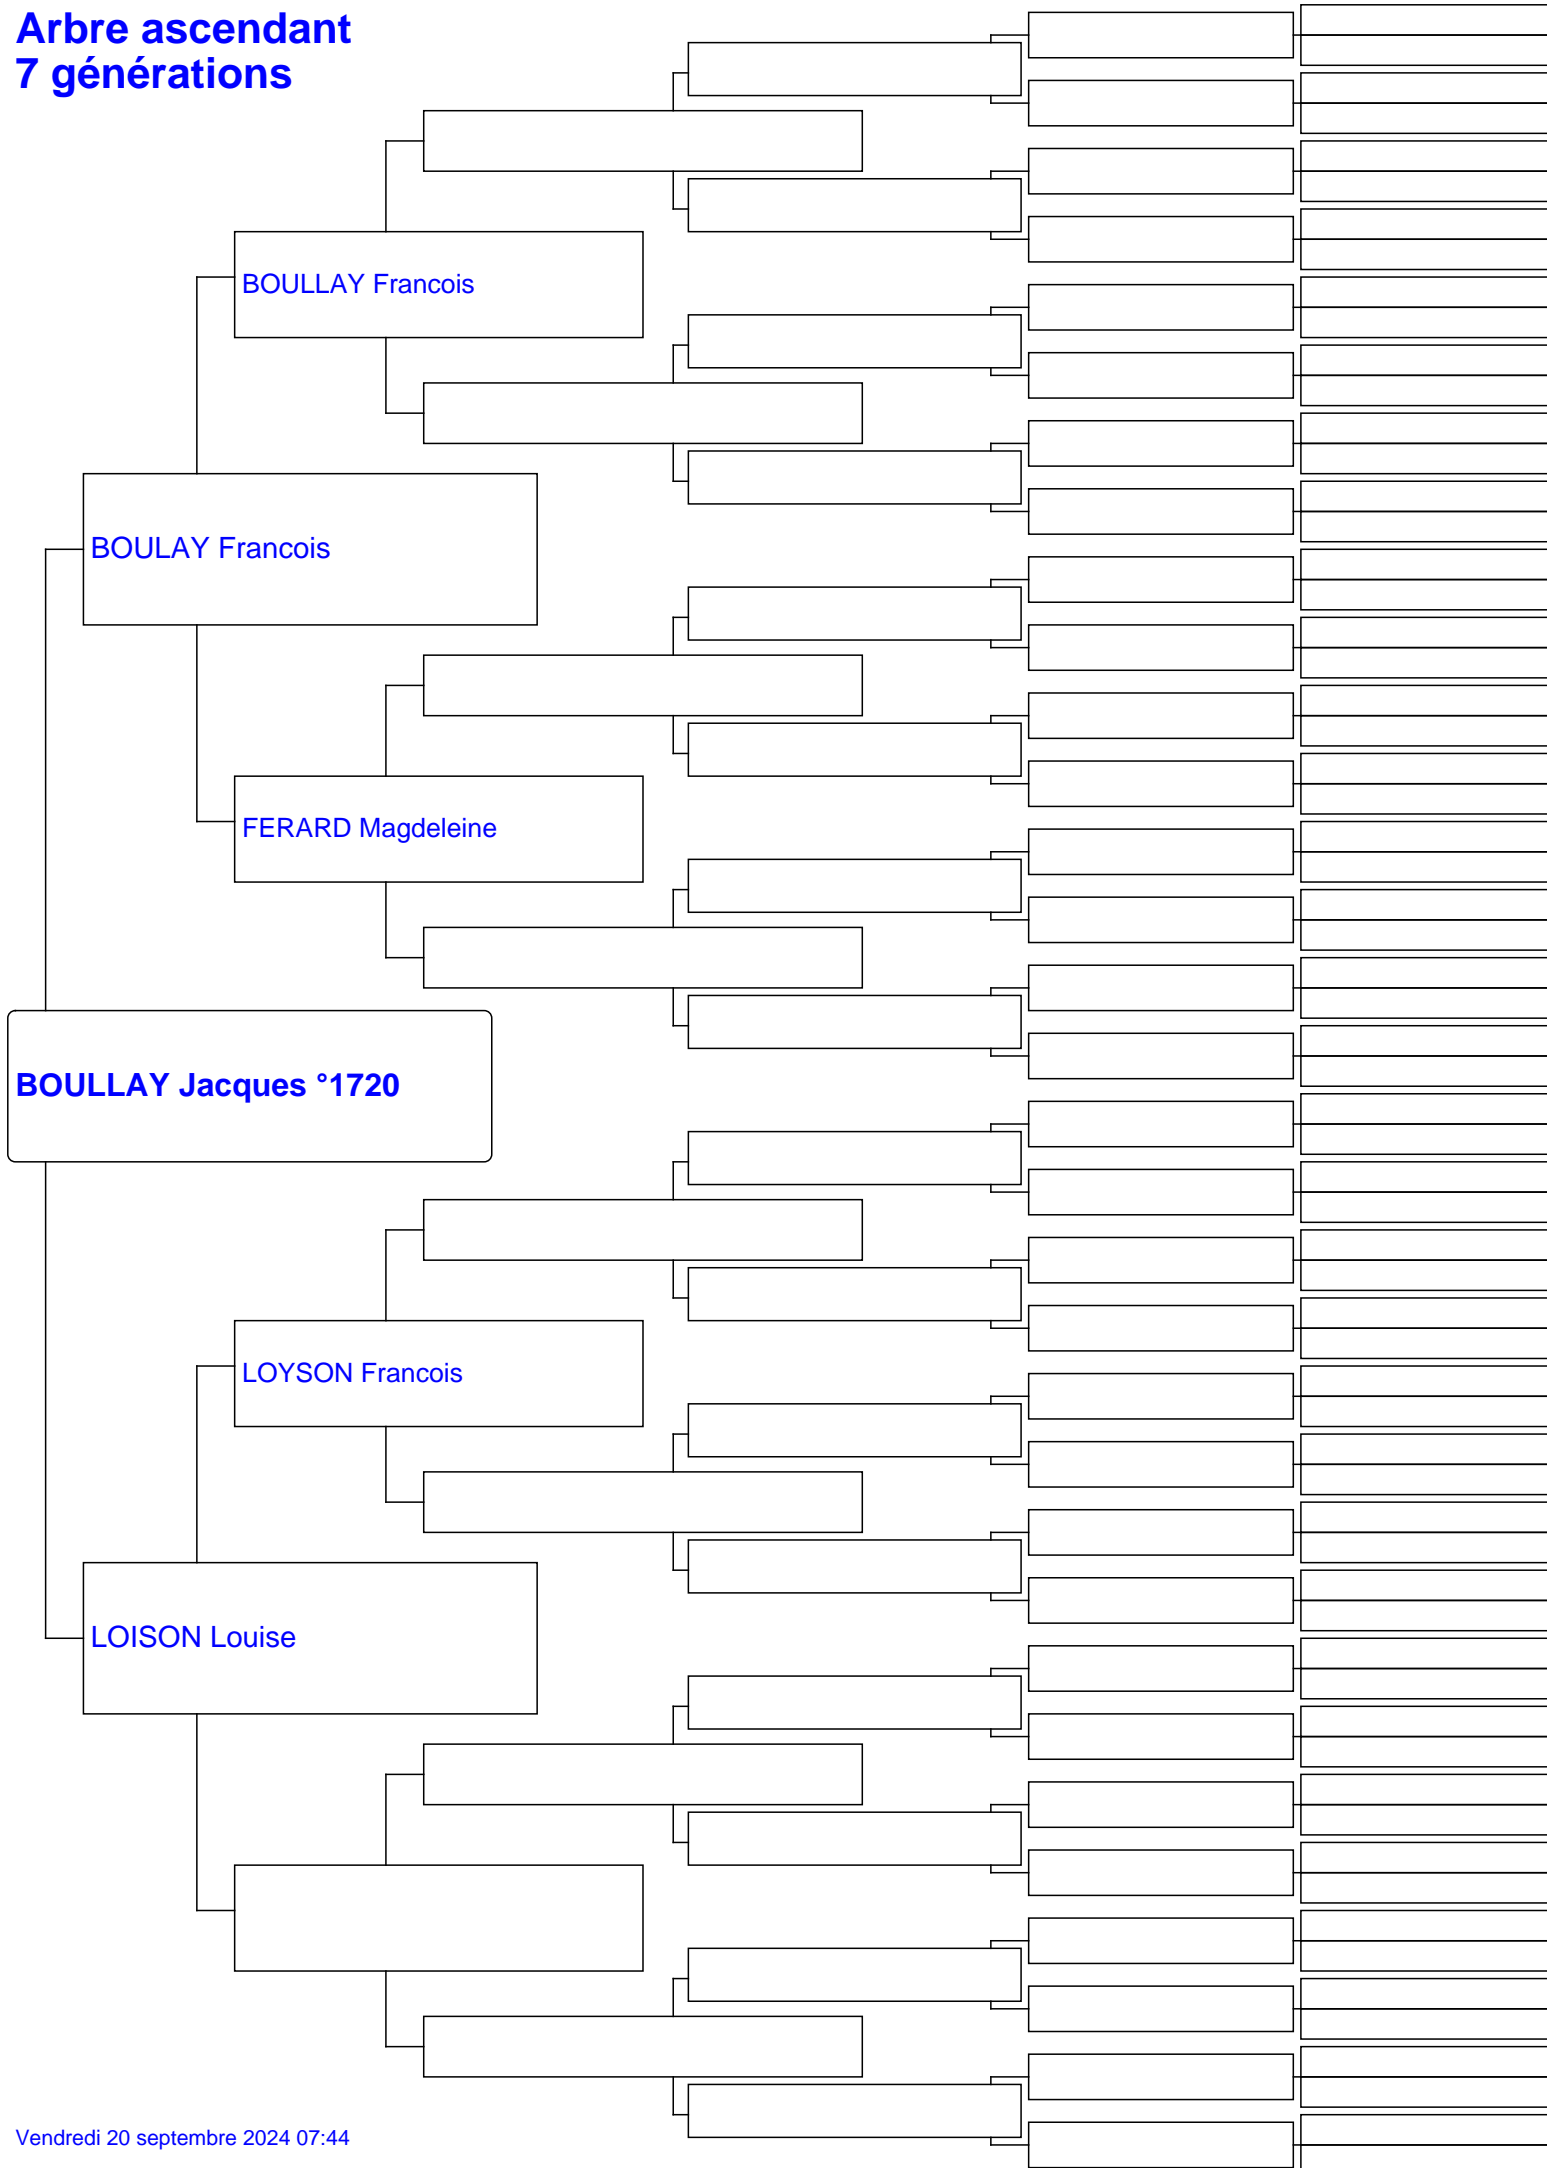 Arbre ascendant
7 générations
BOULLAY Francois
BOULAY Francois
FERARD Magdeleine
BOULLAY Jacques °1720
LOYSON Francois
LOISON Louise
Vendredi 20 septembre 2024 07:44